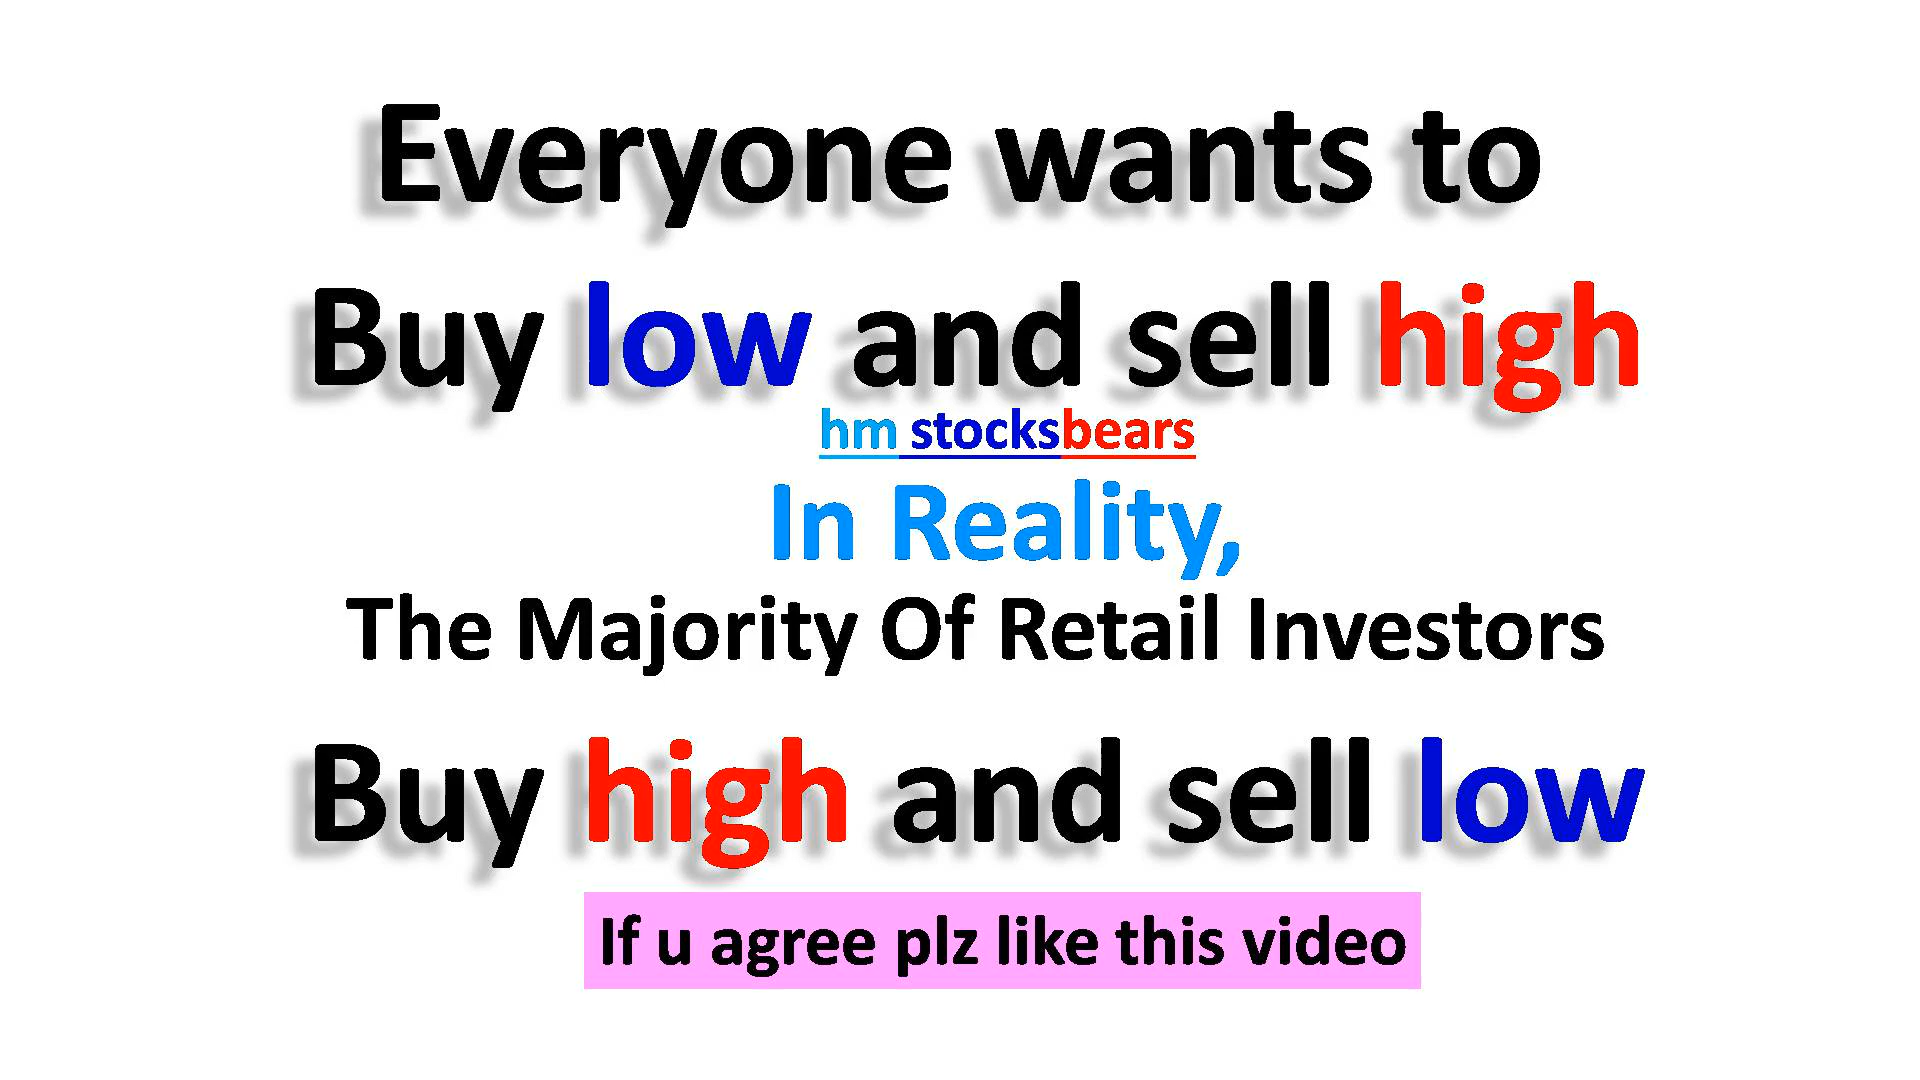 Everyone wants to
Buy low and sell high
hm stocksbears
In Reality,
The Majority Of Retail Investors
Buy high and sell low
If u agree plz like this video